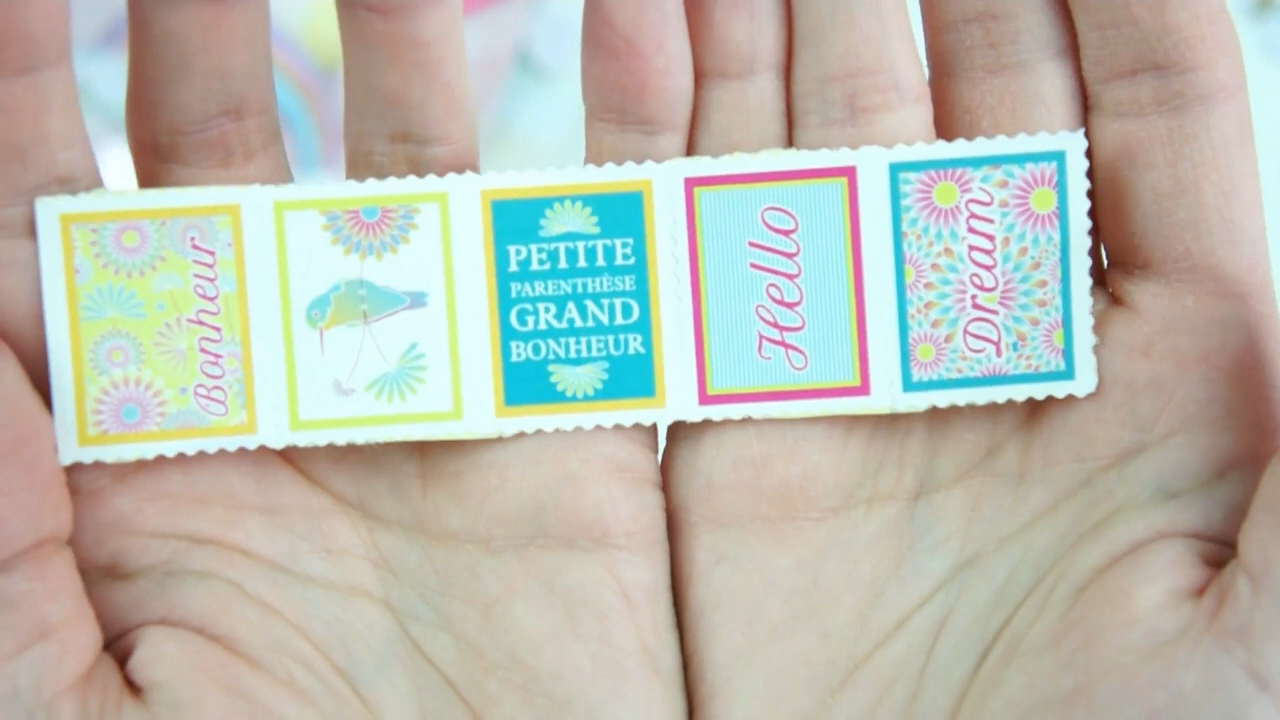 Bonheur
PETITE
PARENTHÈSE
GRAND
BONHEUR
Hello
Dream